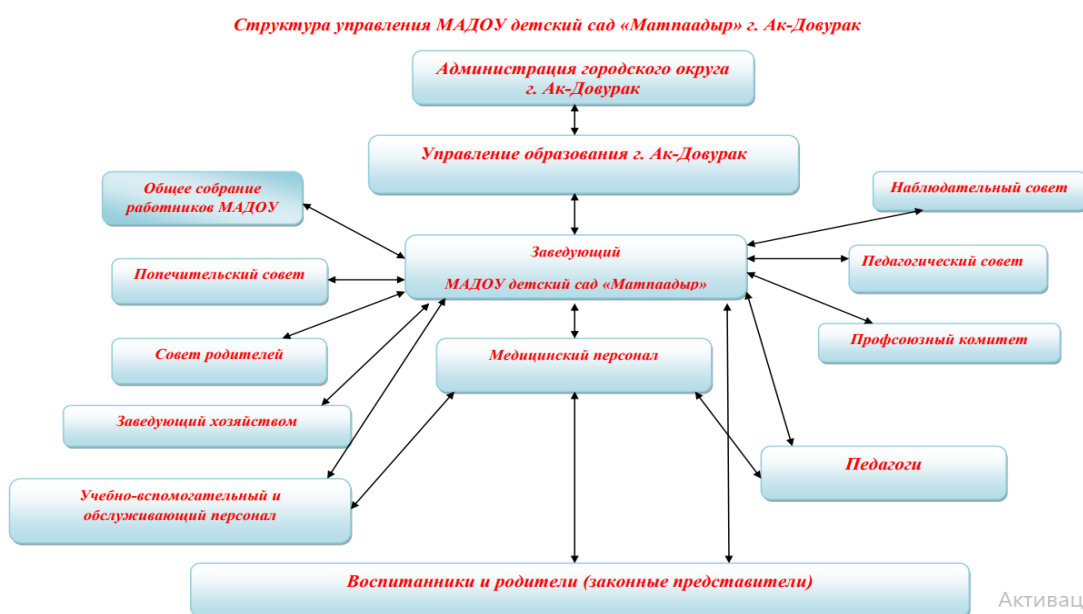 Структура управления МАДОУ детский сад «Матпаадыр» г. Ак-Довурак
Администрация городского округа
г. Ак-Довурак
Управление образования г. Ак-Довурак
Общее собрание
работников МАДОУ
Наблюдательный совет
Заведующий
МАДОУ детский сад «Матпаадыр»
Попечительский совет
Педагогический совет
Совет родителей
Медицинский персонал
Профсоюзный комитет
Заведующий хозяйством
Педагоги
Учебно-вспомогательный и
обслуживающий персонал
Воспитанники и родители (законные представители)
Активац